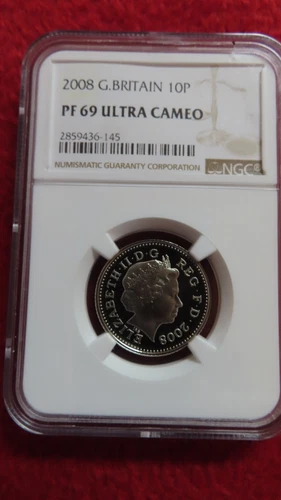 2008 G.BRITAIN 10P
PF 69 ULTRA CAMEO
2859436-145
NUMISMATIC GUARANTY CORPORATION
NGC
ELIZABETH·II·D·G REG·F·D·2008